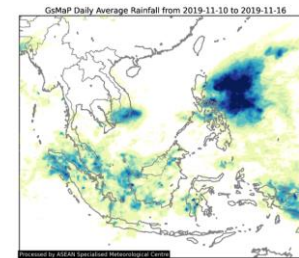 GsMaP Daily Average Rainfall from 2019-11-10 to 2019-11-16
Processed by ASEAN Specialised Meteorological Centre